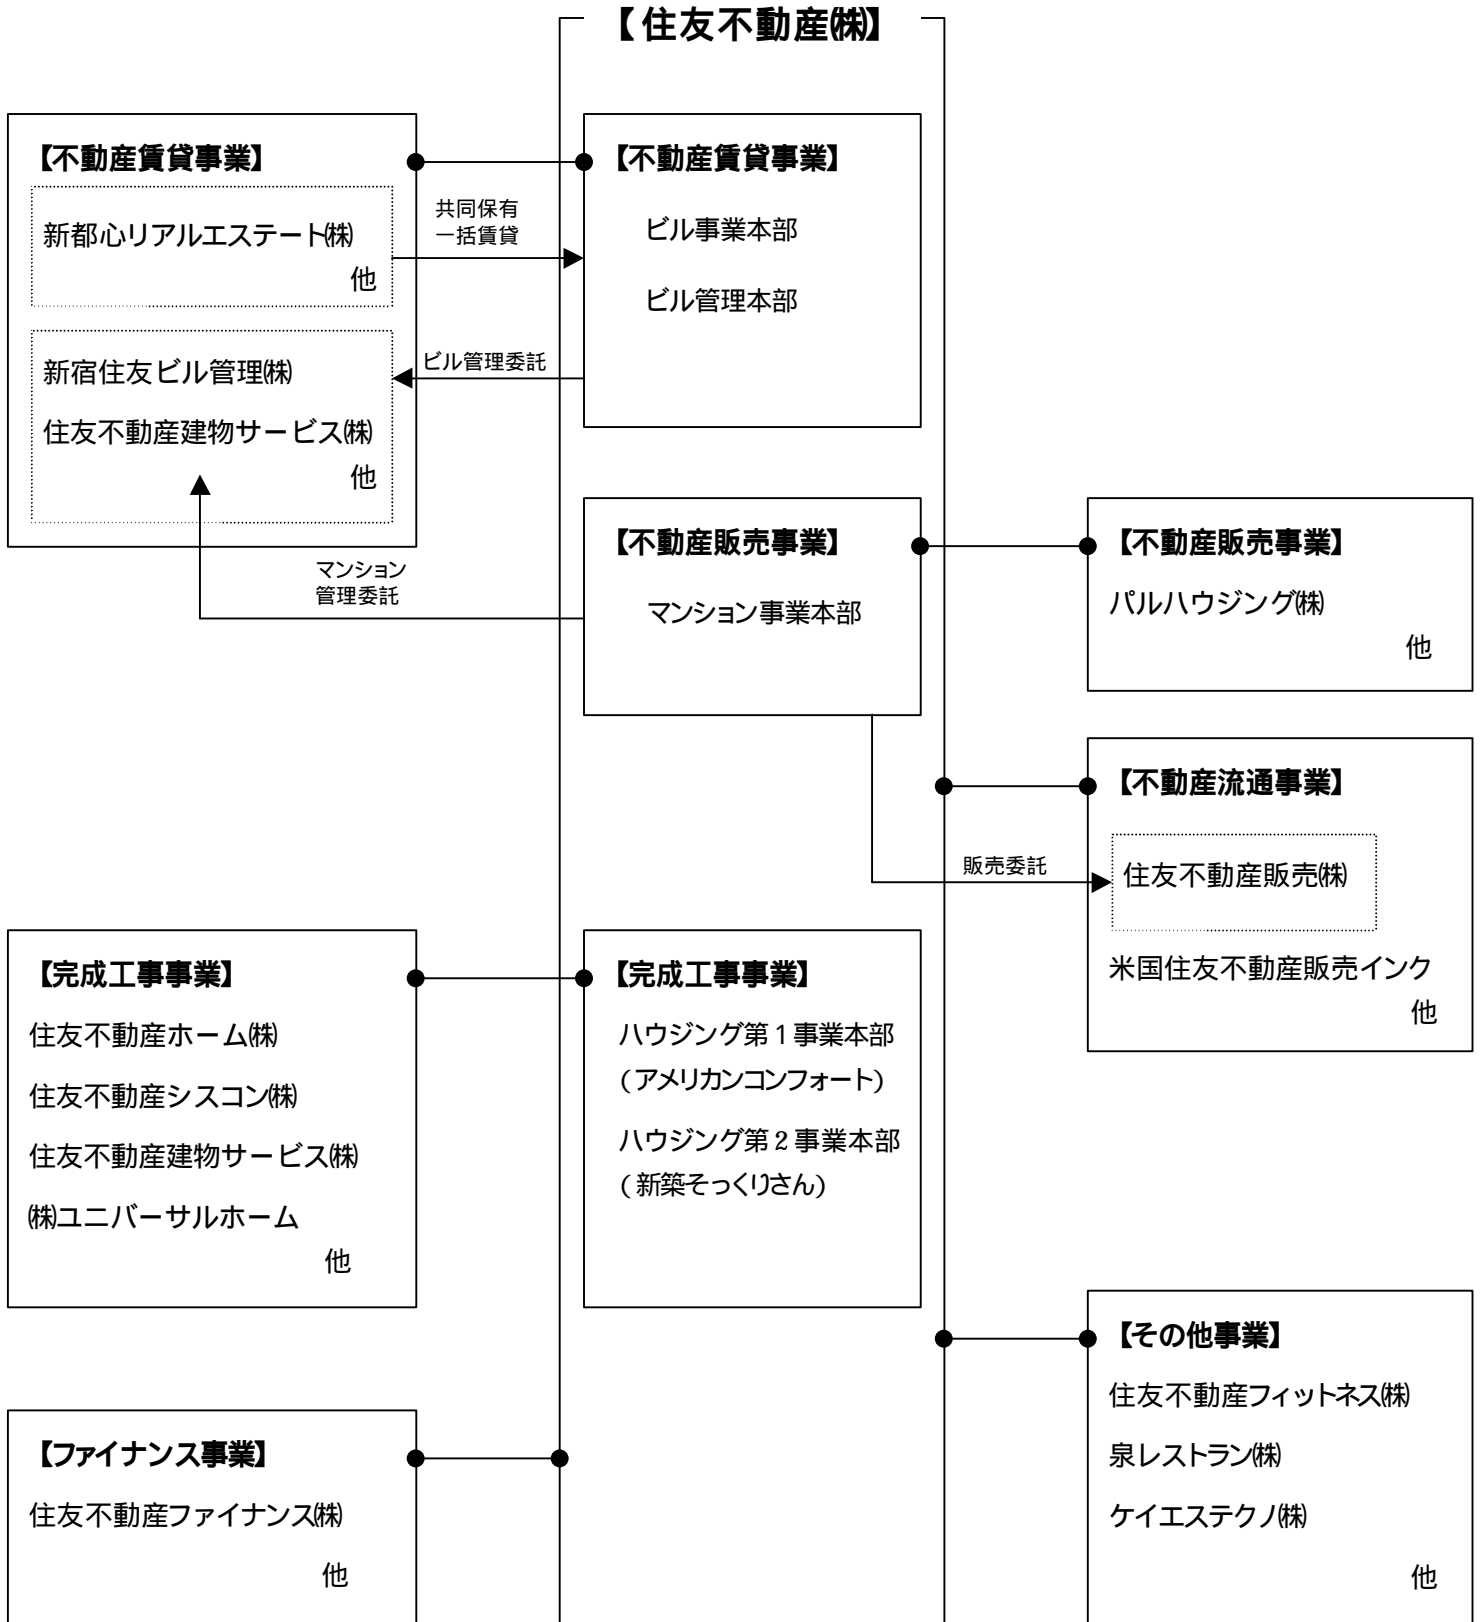 【住友不動産㈱】
【不動産賃貸事業】
新都心リアルエステート㈱
他
新宿住友ビル管理㈱
住友不動産建物サービス㈱
他
共同保有
一括賃貸
ビル管理委託
【不動産賃貸事業】
ビル事業本部
ビル管理本部
マンション
管理委託
【不動産販売事業】
マンション事業本部
【不動産販売事業】
パルハウジング㈱
他
販売委託
【不動産流通事業】
住友不動産販売㈱
米国住友不動産販売インク
他
【完成工事事業】
住友不動産ホーム㈱
住友不動産シスコン㈱
住友不動産建物サービス㈱
㈱ユニバーサルホーム
他
【完成工事事業】
ハウジング第1事業本部
(アメリカンコンフォート)
ハウジング第2事業本部
(新築そっくりさん)
【ファイナンス事業】
住友不動産ファイナンス㈱
他
【その他事業】
住友不動産フィットネス㈱
泉レストラン㈱
ケイエステクノ㈱
他